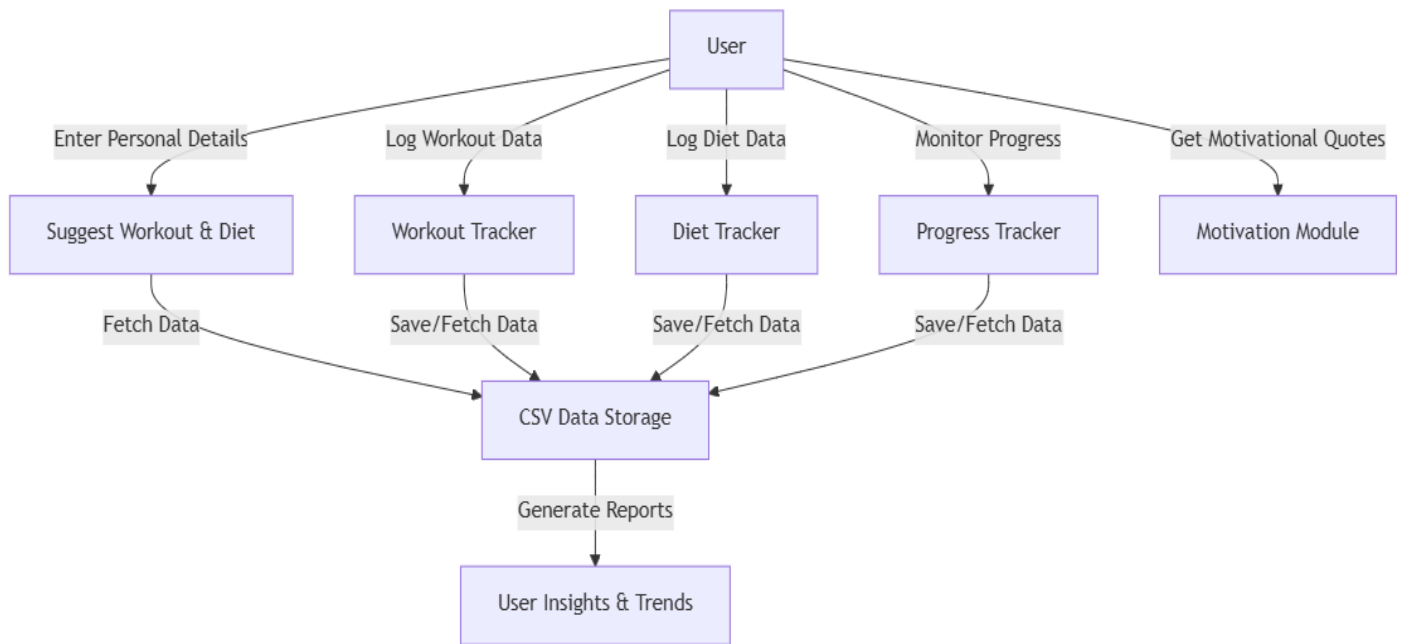 User
Enter Personal Details
Log Workout Data
Log Diet Data
Monitor Progress
Get Motivational Quotes
Suggest Workout & Diet
Workout Tracker
Diet Tracker
Progress Tracker
Motivation Module
Fetch Data
Save/Fetch Data
Save/Fetch Data
Save/Fetch Data
CSV Data Storage
Generate Reports
User Insights & Trends